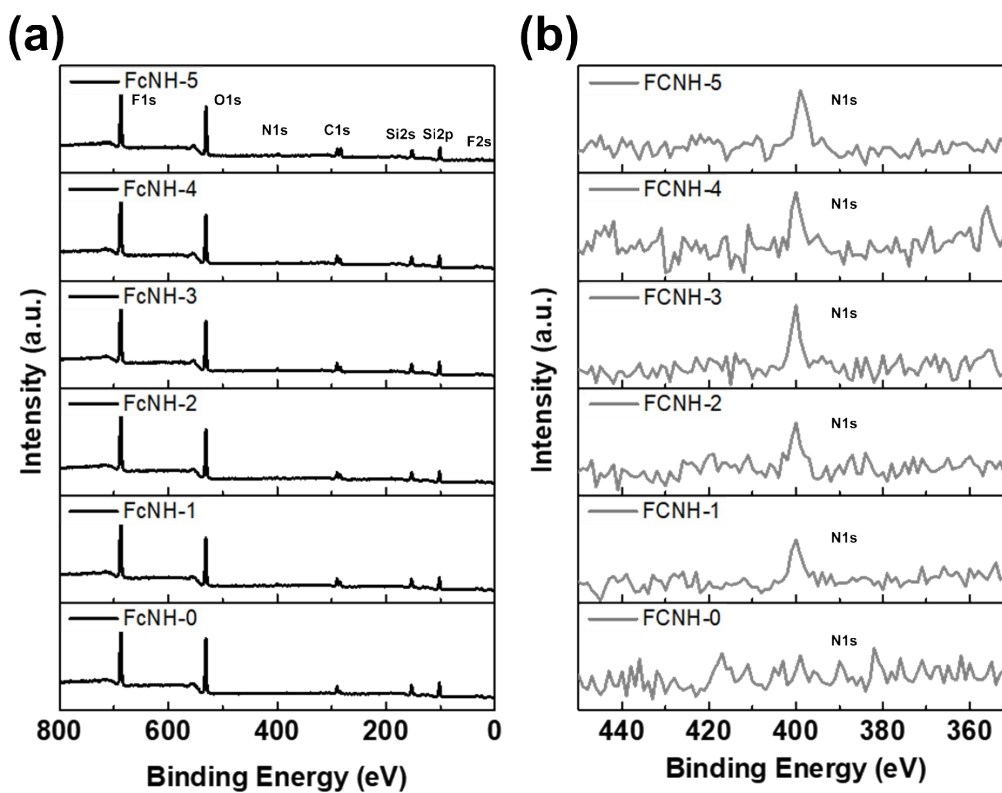 (a)
FcNH-5
F1s
O1s
N1s
C1s
Si2s
Si2p
F2s
FcNH-4
FcNH-3
FcNH-2
FcNH-1
FcNH-0
800
600
400
200
0
Intensity (a.u.)
Binding Energy (eV)
(b)
FCNH-5
N1s
FCNH-4
N1s
FCNH-3
N1s
FCNH-2
N1s
FCNH-1
N1s
FCNH-0
N1s
440
420
400
380
360
Intensity (a.u.)
Binding Energy (eV)